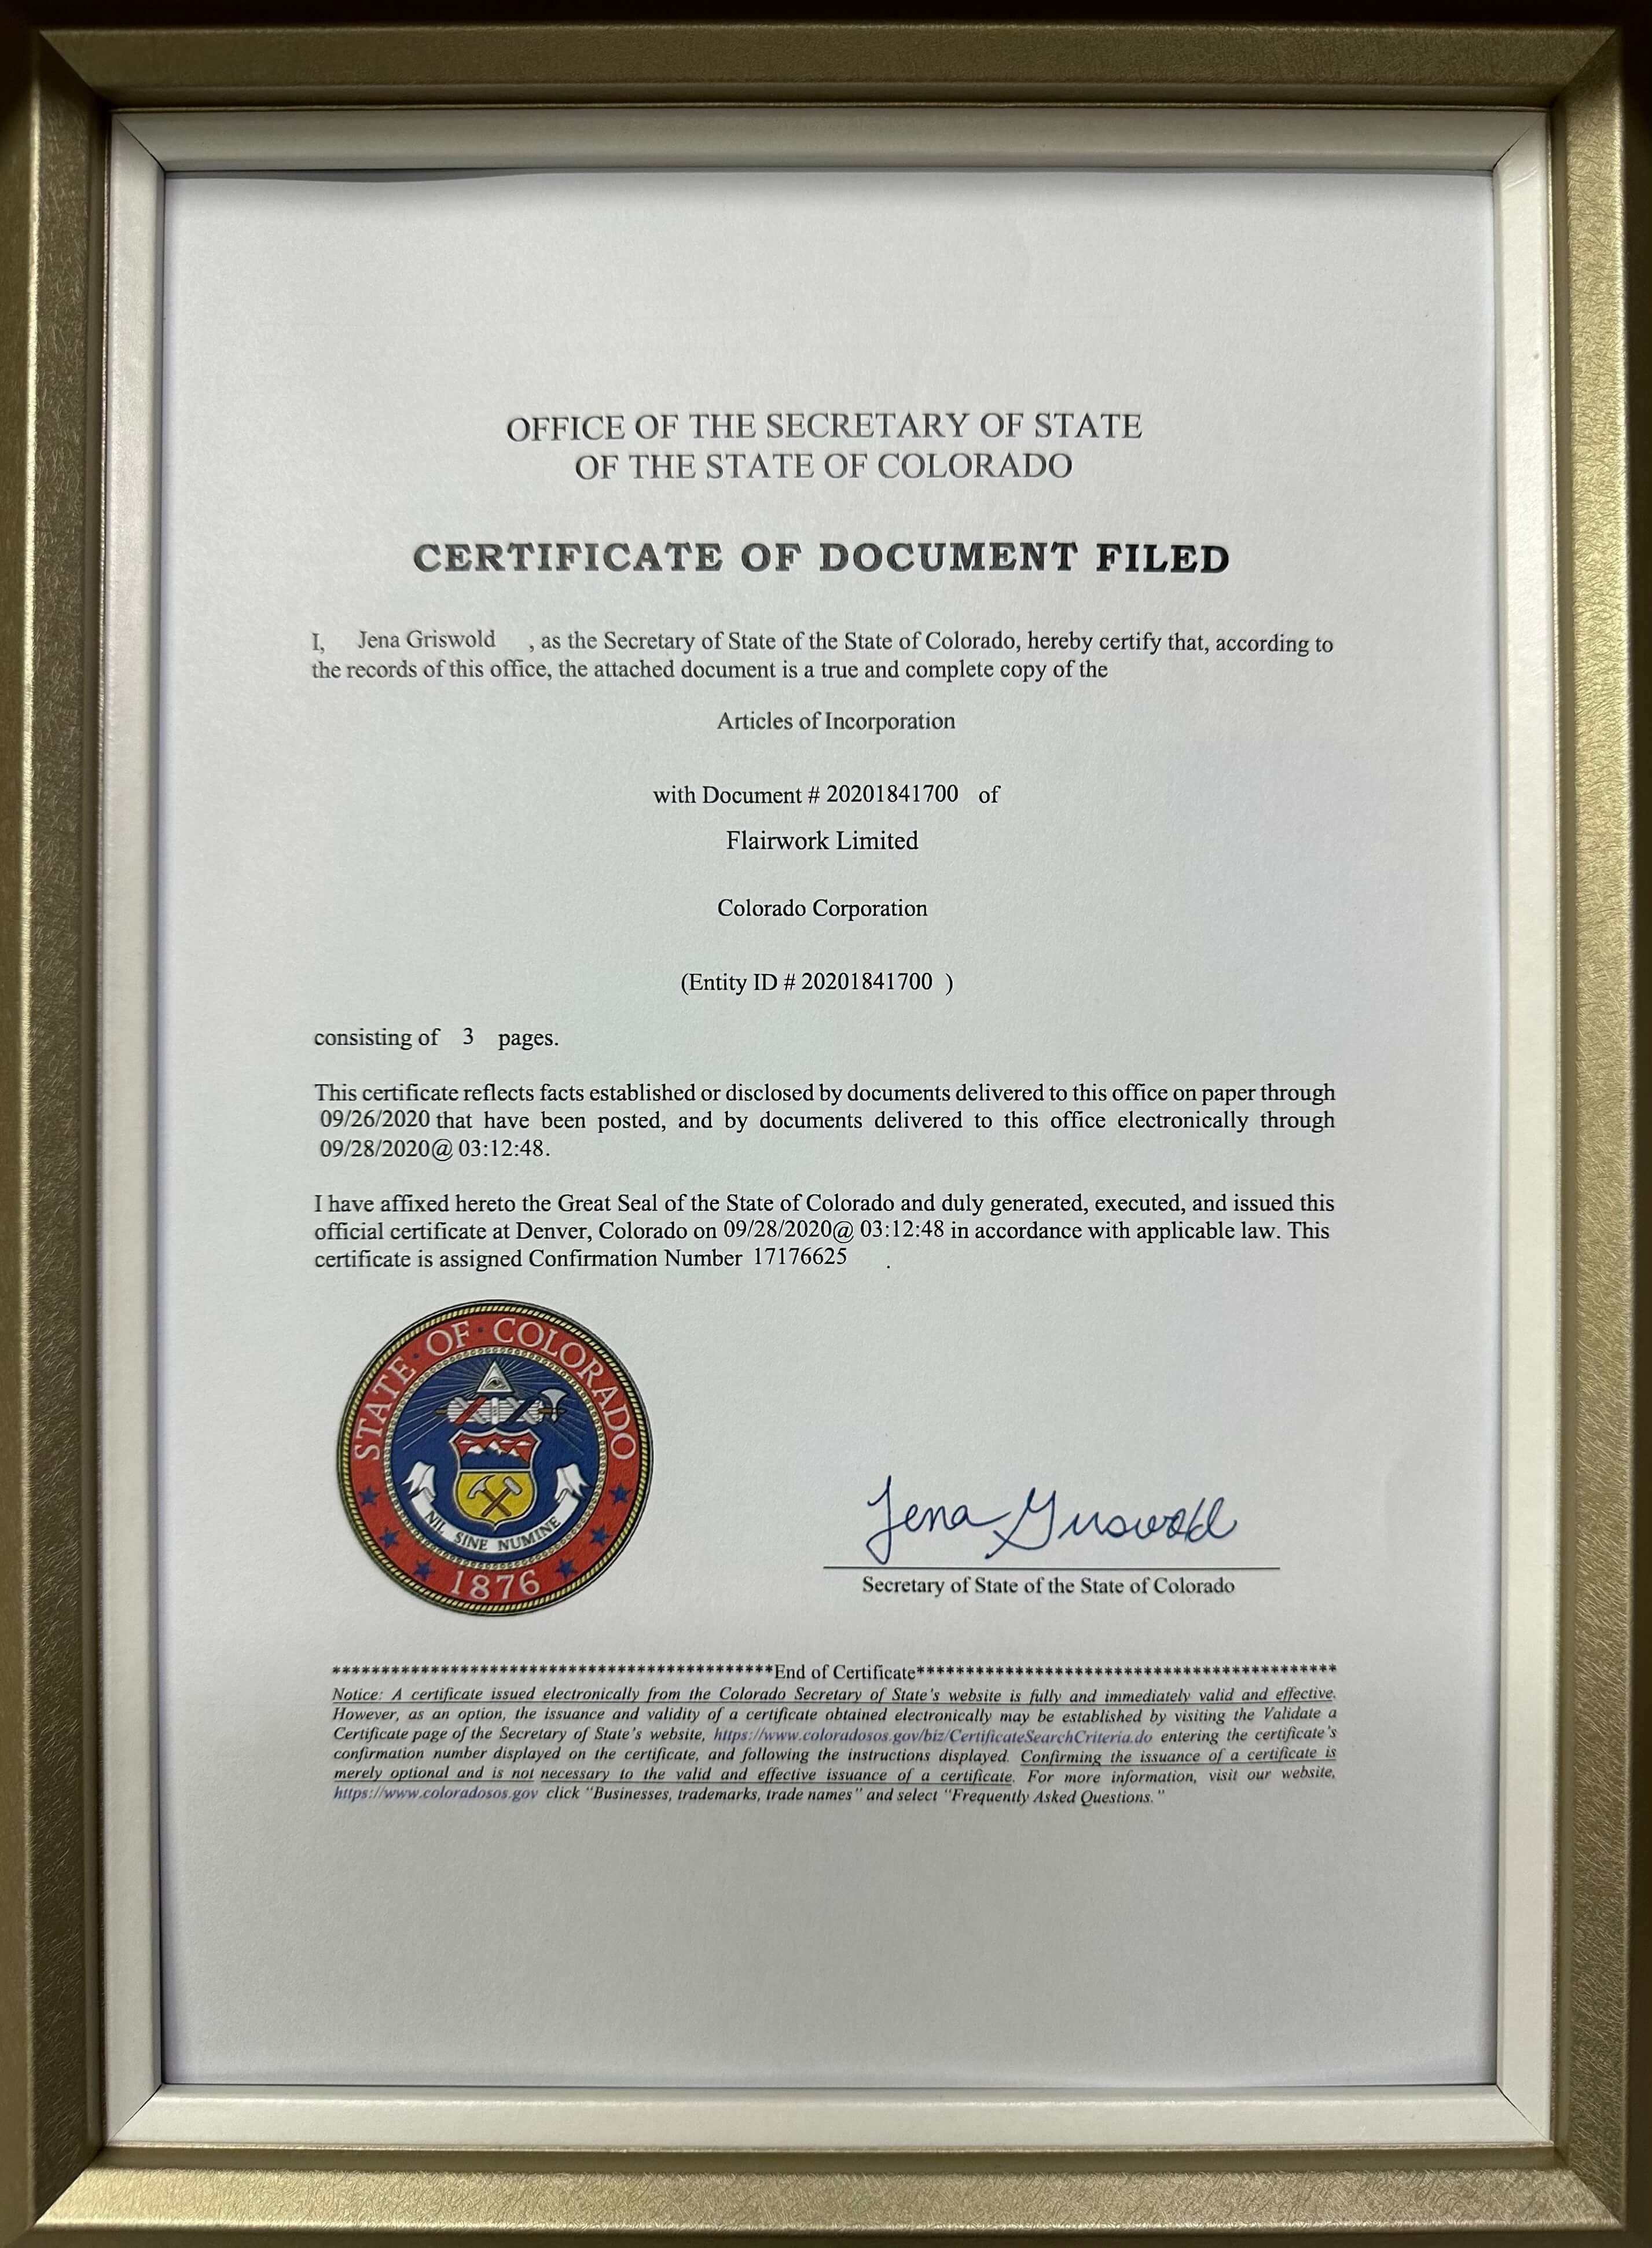 OFFICE OF THE SECRETARY OF STATE
OF THE STATE OF COLORADO
CERTIFICATE OF DOCUMENT FILED
I, Jena Griswold , as the Secretary of State of the State of Colorado, hereby certify that, according to
the records of this office, the attached document is a true and complete copy of the
Articles of Incorporation
with Document # 20201841700 of
Flairwork Limited
Colorado Corporation
(Entity ID # 20201841700 )
consisting of 3 pages.
This certificate reflects facts established or disclosed by documents delivered to this office on paper through
09/26/2020 that have been posted, and by documents delivered to this office electronically through
09/28/2020@ 03:12:48.
I have affixed hereto the Great Seal of the State of Colorado and duly generated, executed, and issued this
official certificate at Denver, Colorado on 09/28/2020@ 03:12:48 in accordance with applicable law. This
certificate is assigned Confirmation Number 17176625 .
STATE OF COLORADO
NIL SINE NUMINE
1876
Jena Griswold
Secretary of State of the State of Colorado
********************************************End of Certificate******************************************
Notice: A certificate issued electronically from the Colorado Secretary of State's website is fully and immediately valid and effective.
However, as an option, the issuance and validity of a certificate obtained electronically may be established by visiting the Validate a
Certificate page of the Secretary of State's website, https://www.coloradosos.gov/biz/CertificateSearchCriteria.do entering the certificate's
confirmation number displayed on the certificate, and following the instructions displayed. Confirming the issuance of a certificate is
merely optional and is not necessary to the valid and effective issuance of a certificate. For more information, visit our website,
https://www.coloradosos.gov click "Businesses, trademarks, trade names" and select "Frequently Asked Questions."